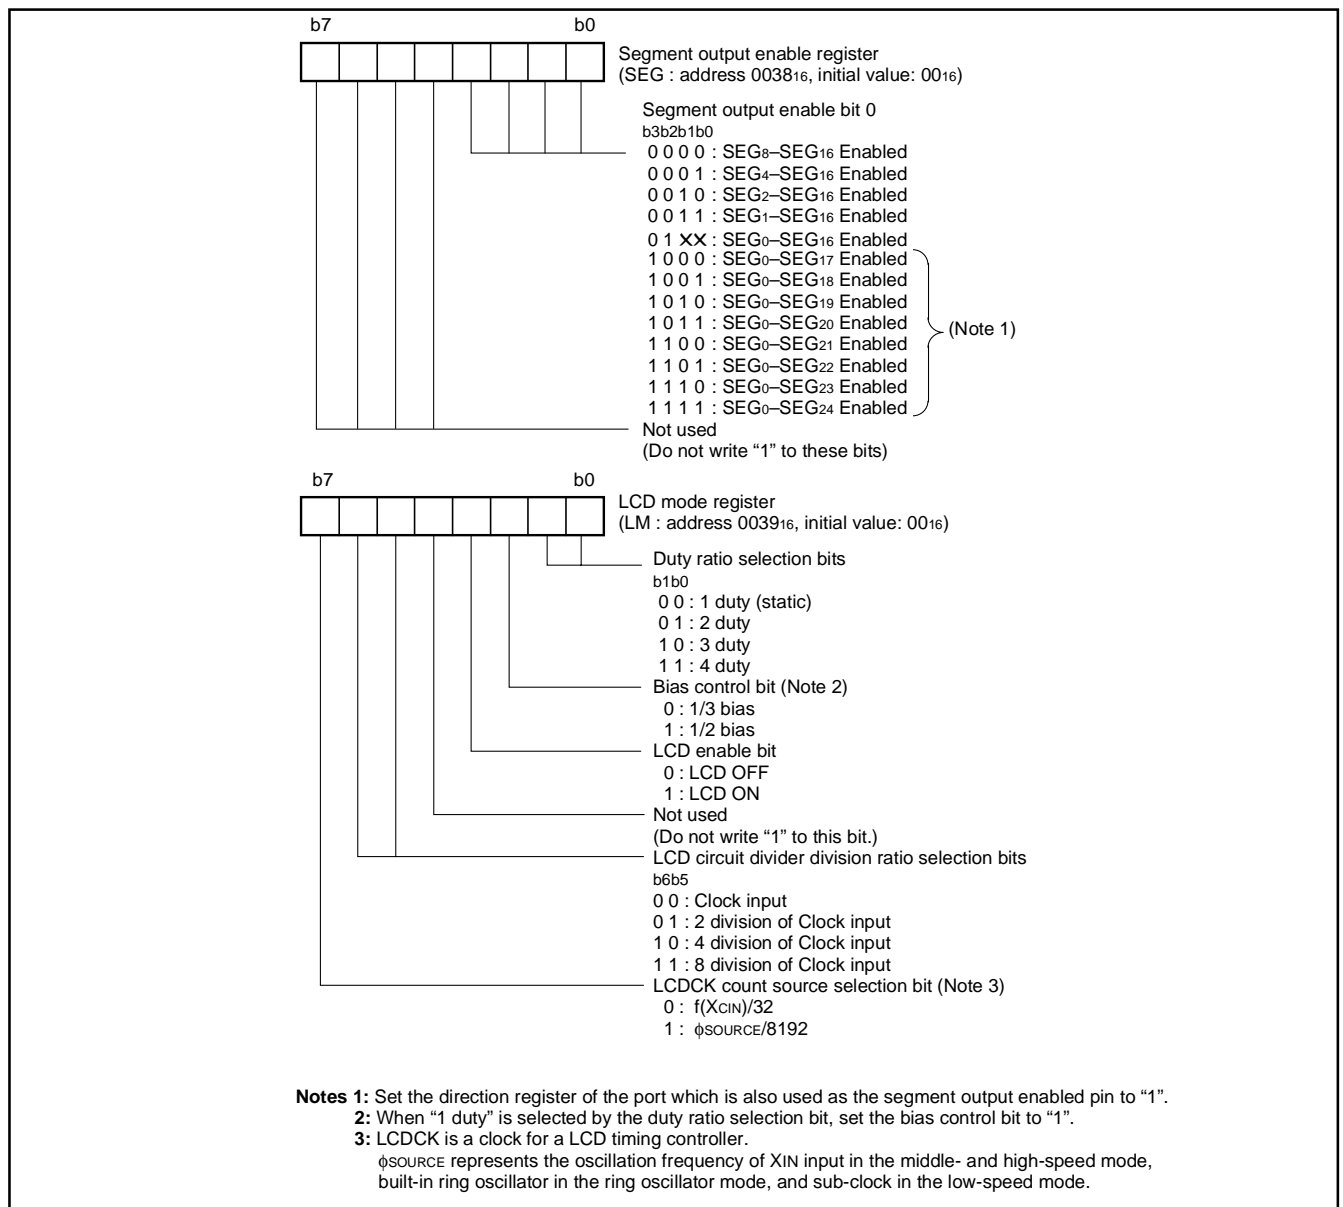 b7 b0
Segment output enable register
(SEG : address 003816, initial value: 0016)
Segment output enable bit 0
b3b2b1b0
0 0 0 0 : SEG8–SEG16 Enabled
0 0 0 1 : SEG4–SEG16 Enabled
0 0 1 0 : SEG2–SEG16 Enabled
0 0 1 1 : SEG1–SEG16 Enabled
0 1 ✕✕ : SEG0–SEG16 Enabled
1 0 0 0 : SEG0–SEG17 Enabled
1 0 0 1 : SEG0–SEG18 Enabled
1 0 1 0 : SEG0–SEG19 Enabled
1 0 1 1 : SEG0–SEG20 Enabled
(Note 1)
1 1 0 0 : SEG0–SEG21 Enabled
1 1 0 1 : SEG0–SEG22 Enabled
1 1 1 0 : SEG0–SEG23 Enabled
1 1 1 1 : SEG0–SEG24 Enabled
Not used
(Do not write “1” to these bits)
b7 b0
LCD mode register
(LM : address 003916, initial value: 0016)
Duty ratio selection bits
b1b0
0 0 : 1 duty (static)
0 1 : 2 duty
1 0 : 3 duty
1 1 : 4 duty
Bias control bit (Note 2)
0 : 1/3 bias
1 : 1/2 bias
LCD enable bit
0 : LCD OFF
1 : LCD ON
Not used
(Do not write “1” to this bit.)
LCD circuit divider division ratio selection bits
b6b5
0 0 : Clock input
0 1 : 2 division of Clock input
1 0 : 4 division of Clock input
1 1 : 8 division of Clock input
LCDCK count source selection bit (Note 3)
0 : f(XCIN)/32
1 : ϕSOURCE/8192
Notes 1: Set the direction register of the port which is also used as the segment output enabled pin to “1”.
2: When “1 duty” is selected by the duty ratio selection bit, set the bias control bit to “1”.
3: LCDCK is a clock for a LCD timing controller.
ϕSOURCE represents the oscillation frequency of XIN input in the middle- and high-speed mode,
built-in ring oscillator in the ring oscillator mode, and sub-clock in the low-speed mode.